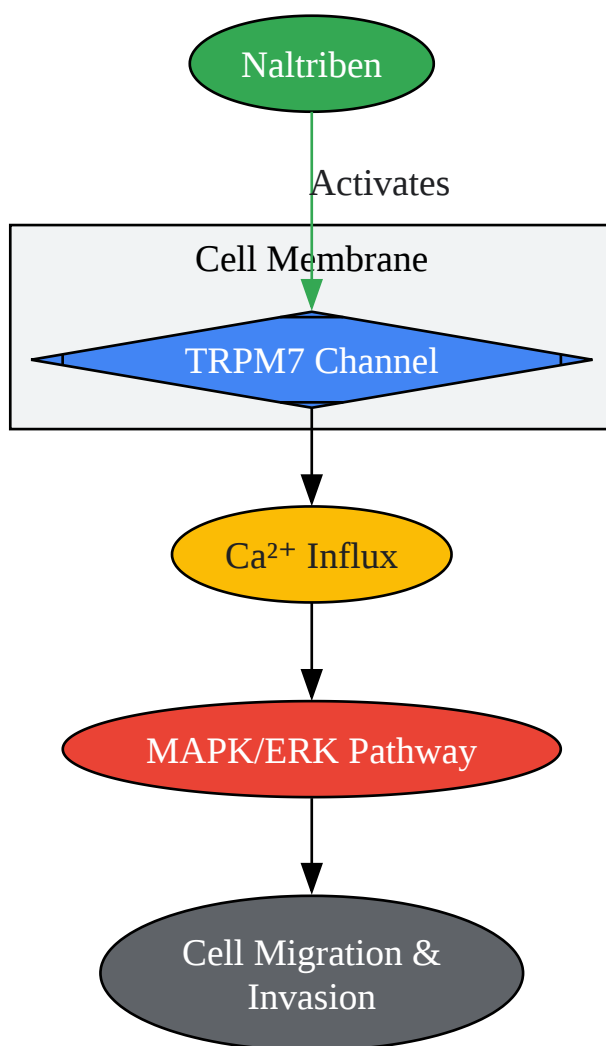 Naltriben
Activates
Cell Membrane
TRPM7 Channel
Ca²⁺ Influx
MAPK/ERK Pathway
Cell Migration &
Invasion